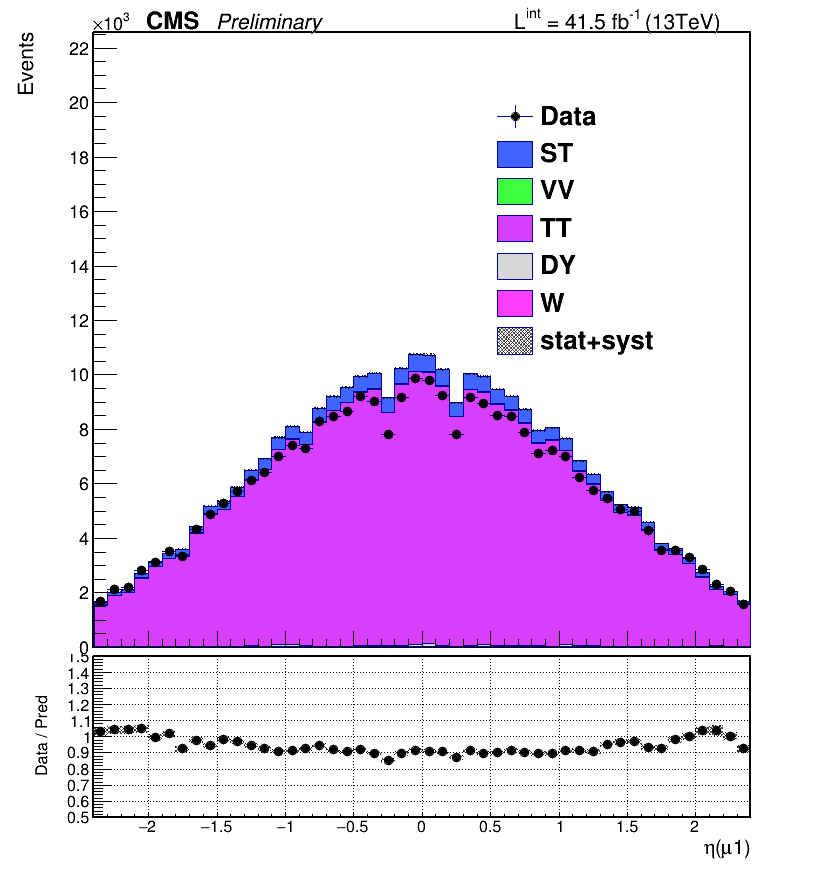 ×10³ CMS Preliminary L^int = 41.5 fb⁻¹ (13TeV)
Events
22
20
18
16
14
12
10
8
6
4
2
0
Data
ST
VV
TT
DY
W
stat+syst
Data / Pred
1.5
1.4
1.3
1.2
1.1
1
0.9
0.8
0.7
0.6
0.5
−2 −1.5 −1 −0.5 0 0.5 1 1.5 2
η(μ1)